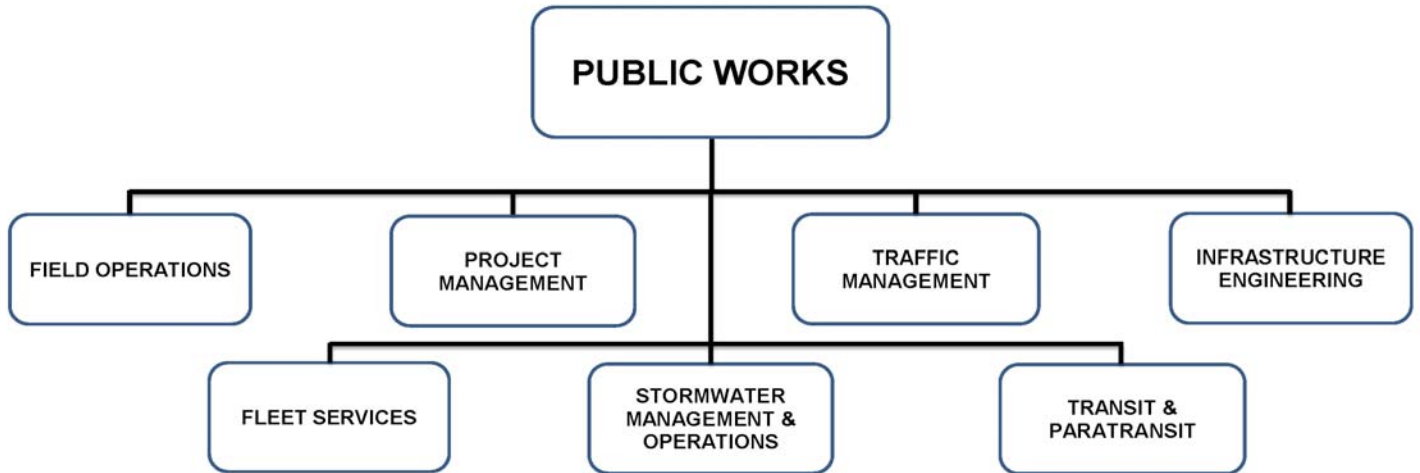 PUBLIC WORKS
FIELD OPERATIONS
PROJECT
MANAGEMENT
TRAFFIC
MANAGEMENT
INFRASTRUCTURE
ENGINEERING
FLEET SERVICES
STORMWATER
MANAGEMENT &
OPERATIONS
TRANSIT &
PARATRANSIT